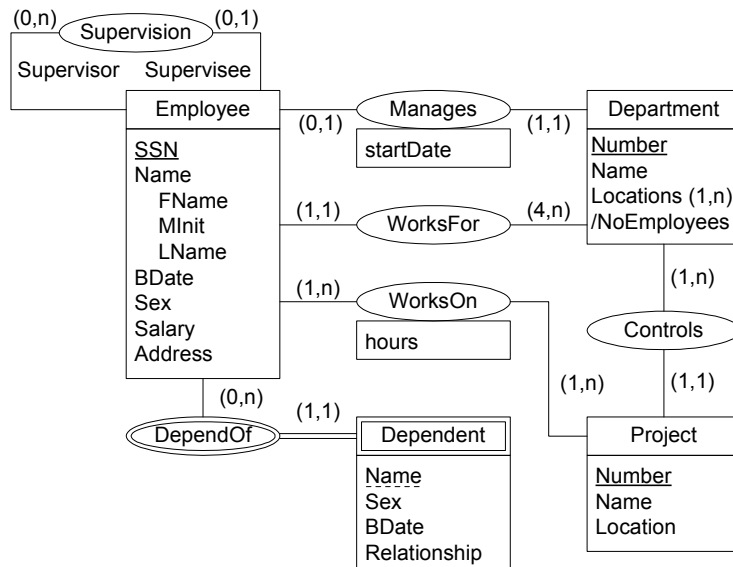 (0,n) Supervision (0,1)
Supervisor Supervisee
Employee
SSN
Name
FName
MInit
LName
BDate
Sex
Salary
Address
(0,1) Manages (1,1)
startDate
Department
Number
Name
Locations (1,n)
/NoEmployees
(1,1) WorksFor (4,n)
(1,n) WorksOn (1,n)
hours
(1,n)
Controls
(1,1)
(0,n)
DependOf (1,1)
Dependent
Name
Sex
BDate
Relationship
Project
Number
Name
Location